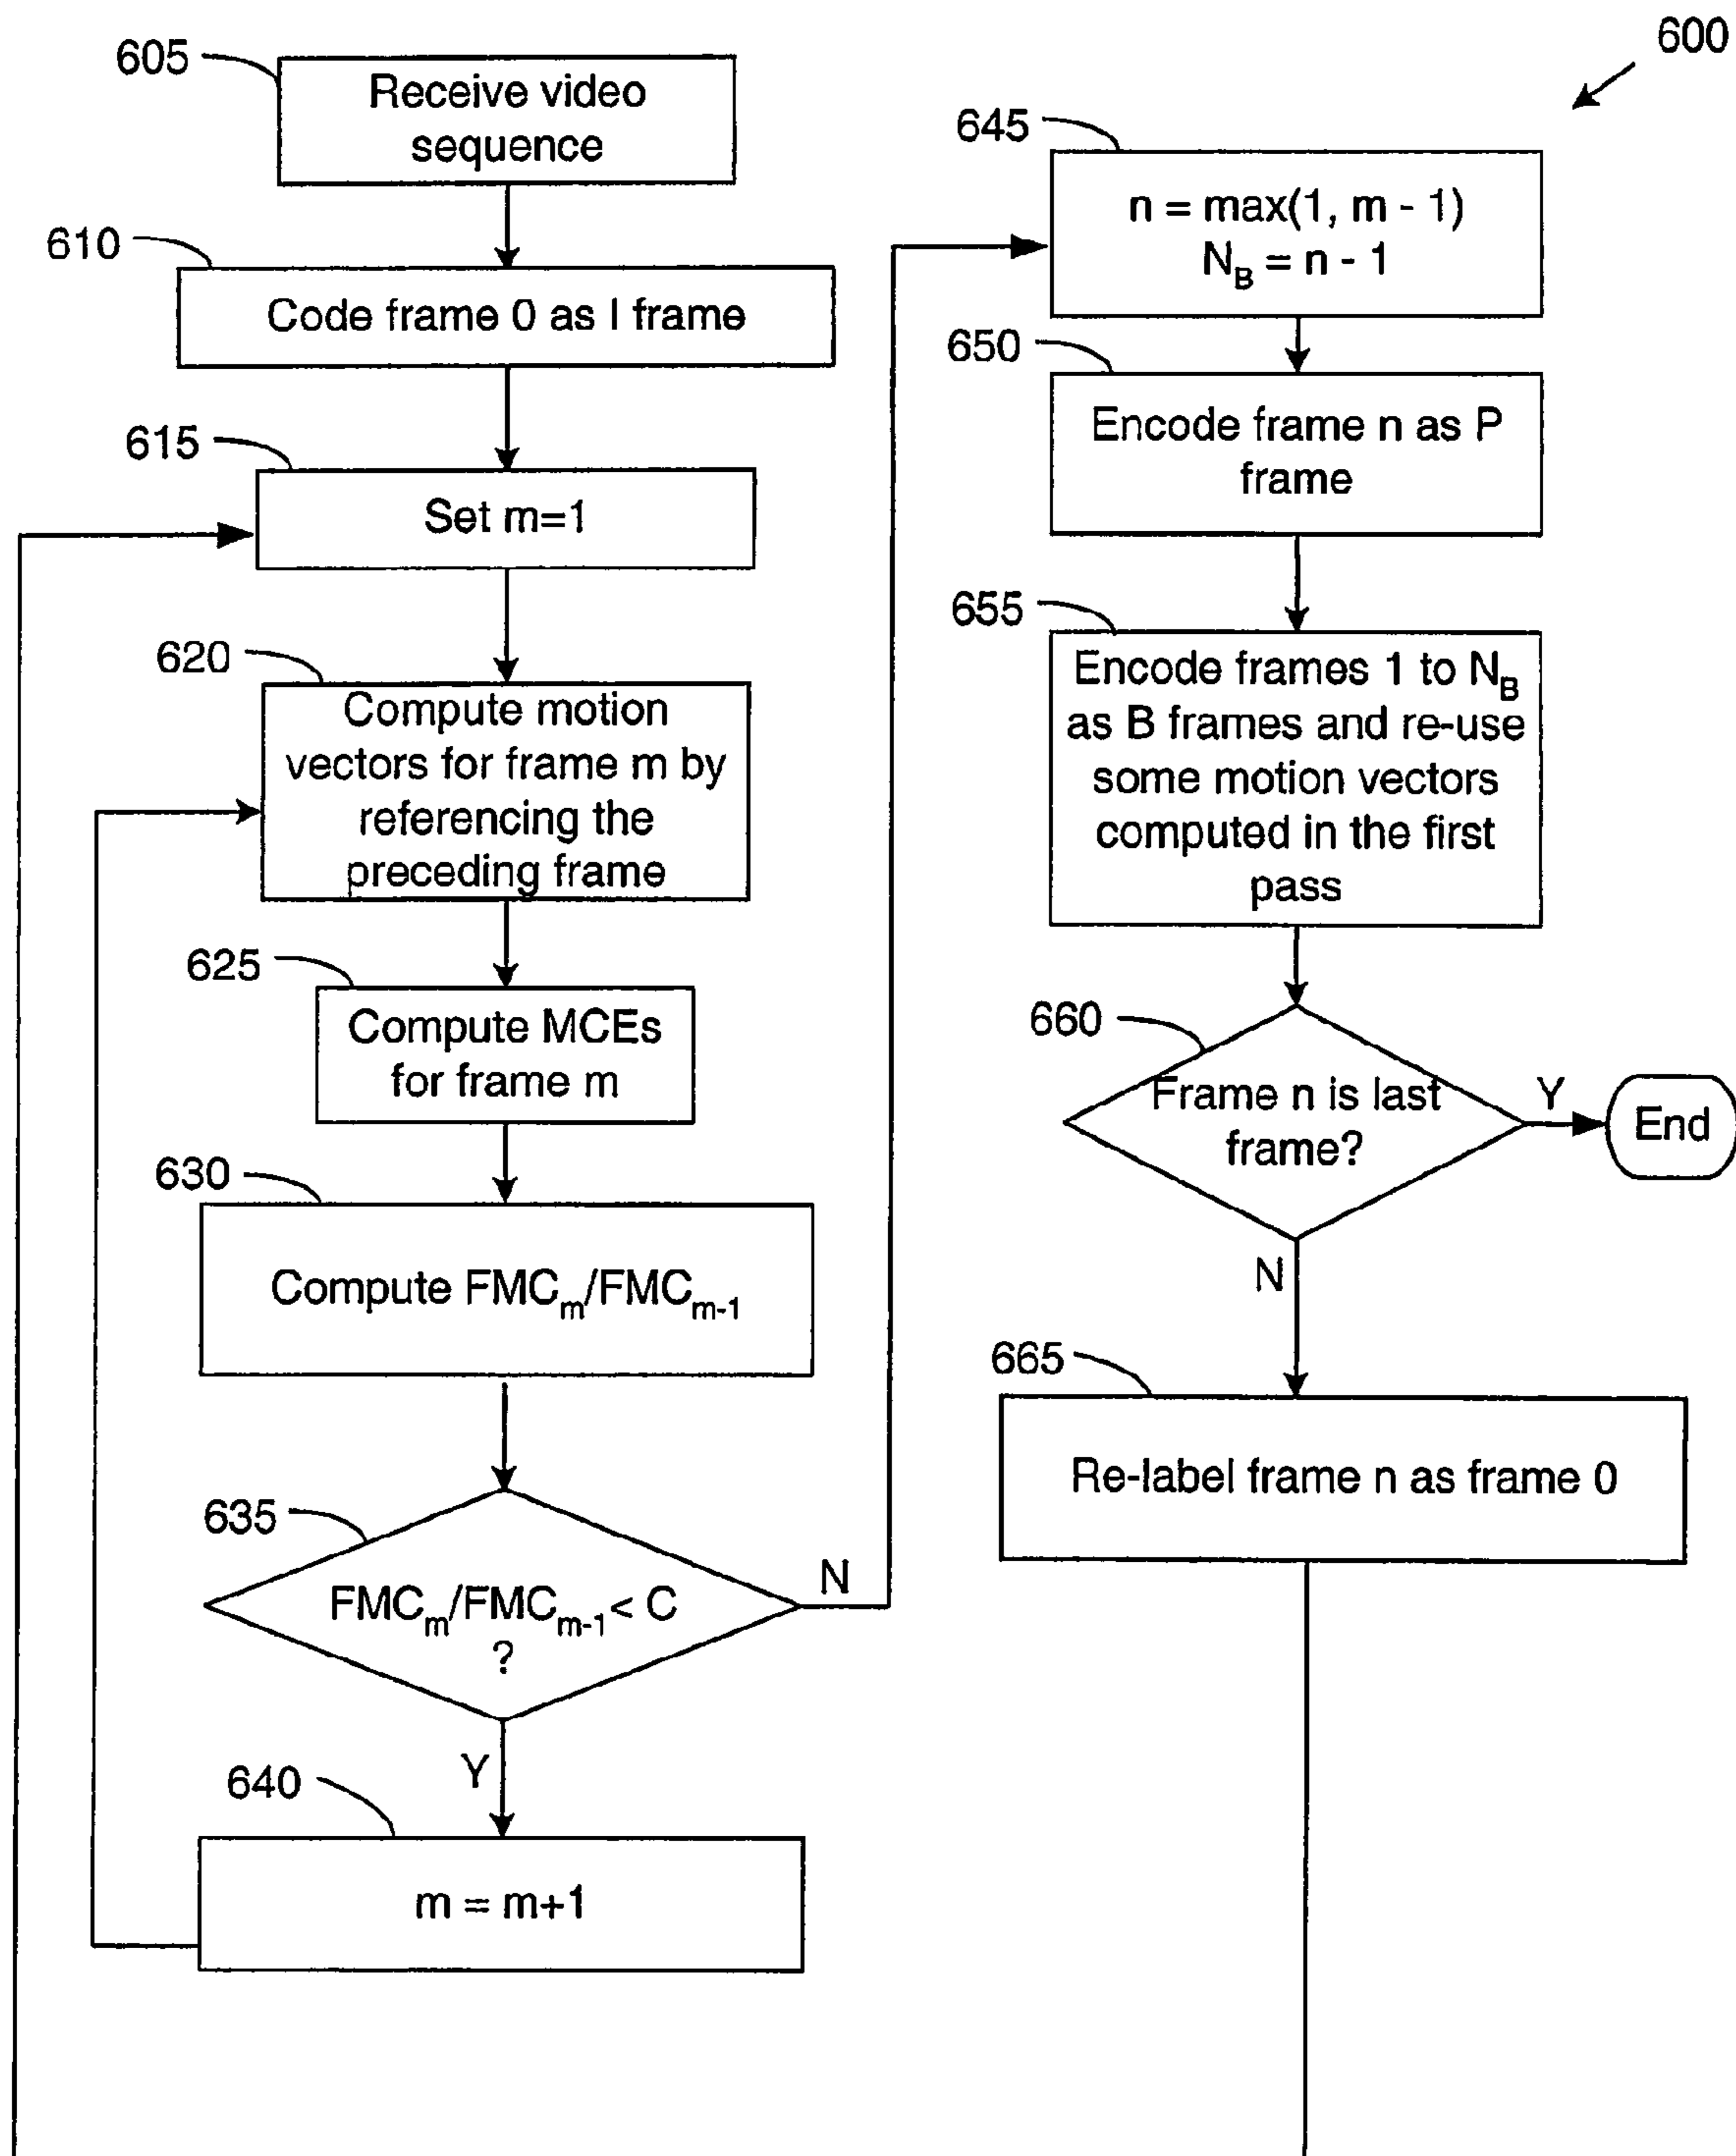 600
605
Receive video
sequence
610
Code frame 0 as I frame
615
Set m=1
620
Compute motion
vectors for frame m by
referencing the
preceding frame
625
Compute MCEs
for frame m
630
Compute FMCₘ/FMCₘ₋₁
635
FMCₘ/FMCₘ₋₁< C
?
N
Y
640
m = m+1
645
n = max(1, m - 1)
N_B = n - 1
650
Encode frame n as P
frame
655
Encode frames 1 to N_B
as B frames and re-use
some motion vectors
computed in the first
pass
660
Frame n is last
frame?
Y
End
N
665
Re-label frame n as frame 0